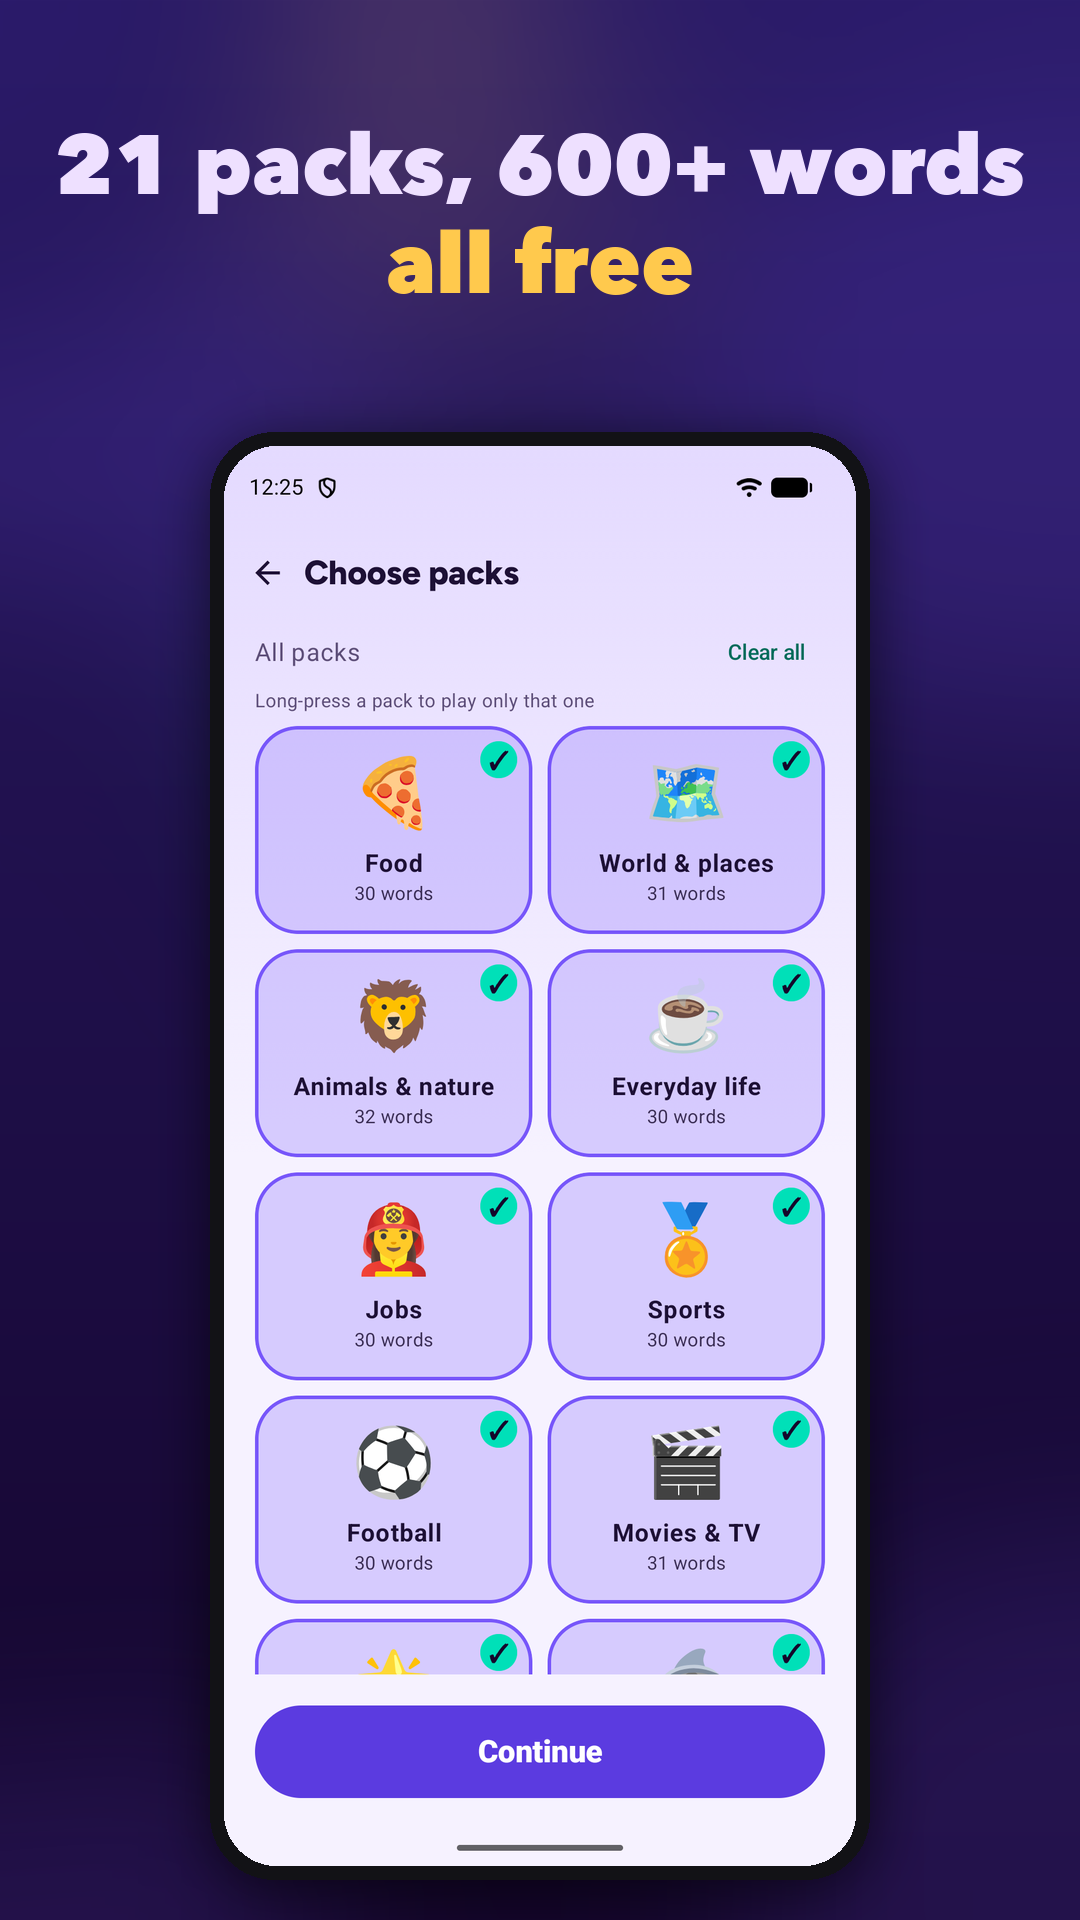 21 packs, 600+ words
all free
12:25
Choose packs
All packs
Clear all
Long-press a pack to play only that one
Food
30 words
World & places
31 words
Animals & nature
32 words
Everyday life
30 words
Jobs
30 words
Sports
30 words
Football
30 words
Movies & TV
31 words
Continue